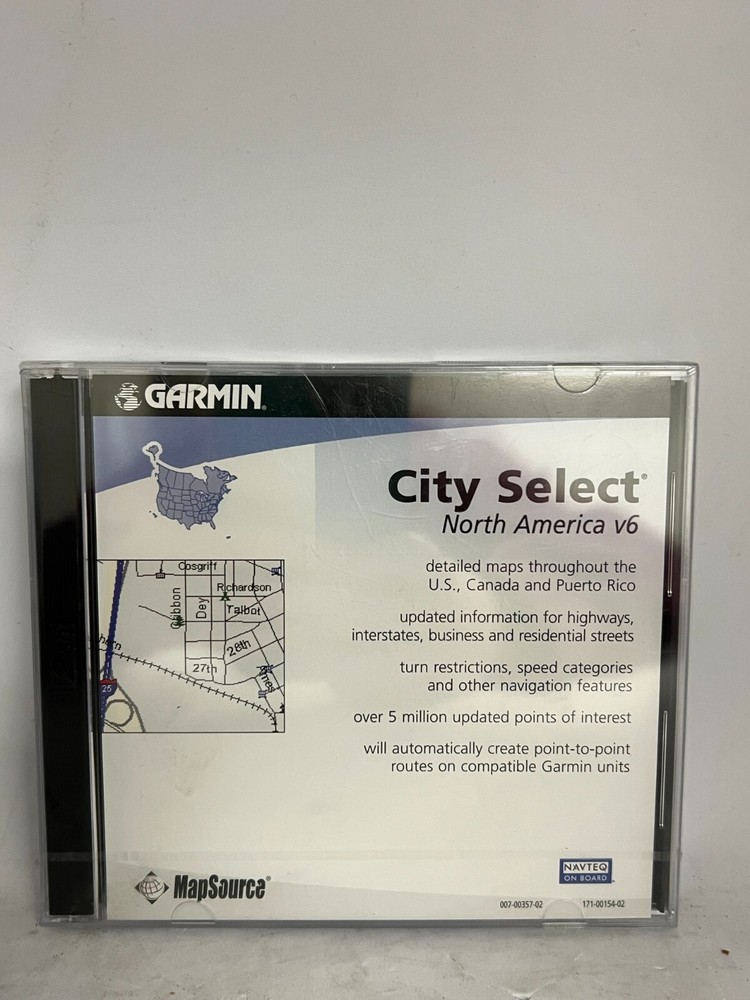 GARMIN®
City Select®
North America v6
detailed maps throughout the
U.S., Canada and Puerto Rico
updated information for highways,
interstates, business and residential streets
turn restrictions, speed categories
and other navigation features
over 5 million updated points of interest
will automatically create point-to-point
routes on compatible Garmin units
Cosgriff
Richardson
Gibbon
Dey
Talbot
28th
27th
Ames
25
MapSource®
NAVTEQ
ON BOARD
007-00357-02
171-00154-02